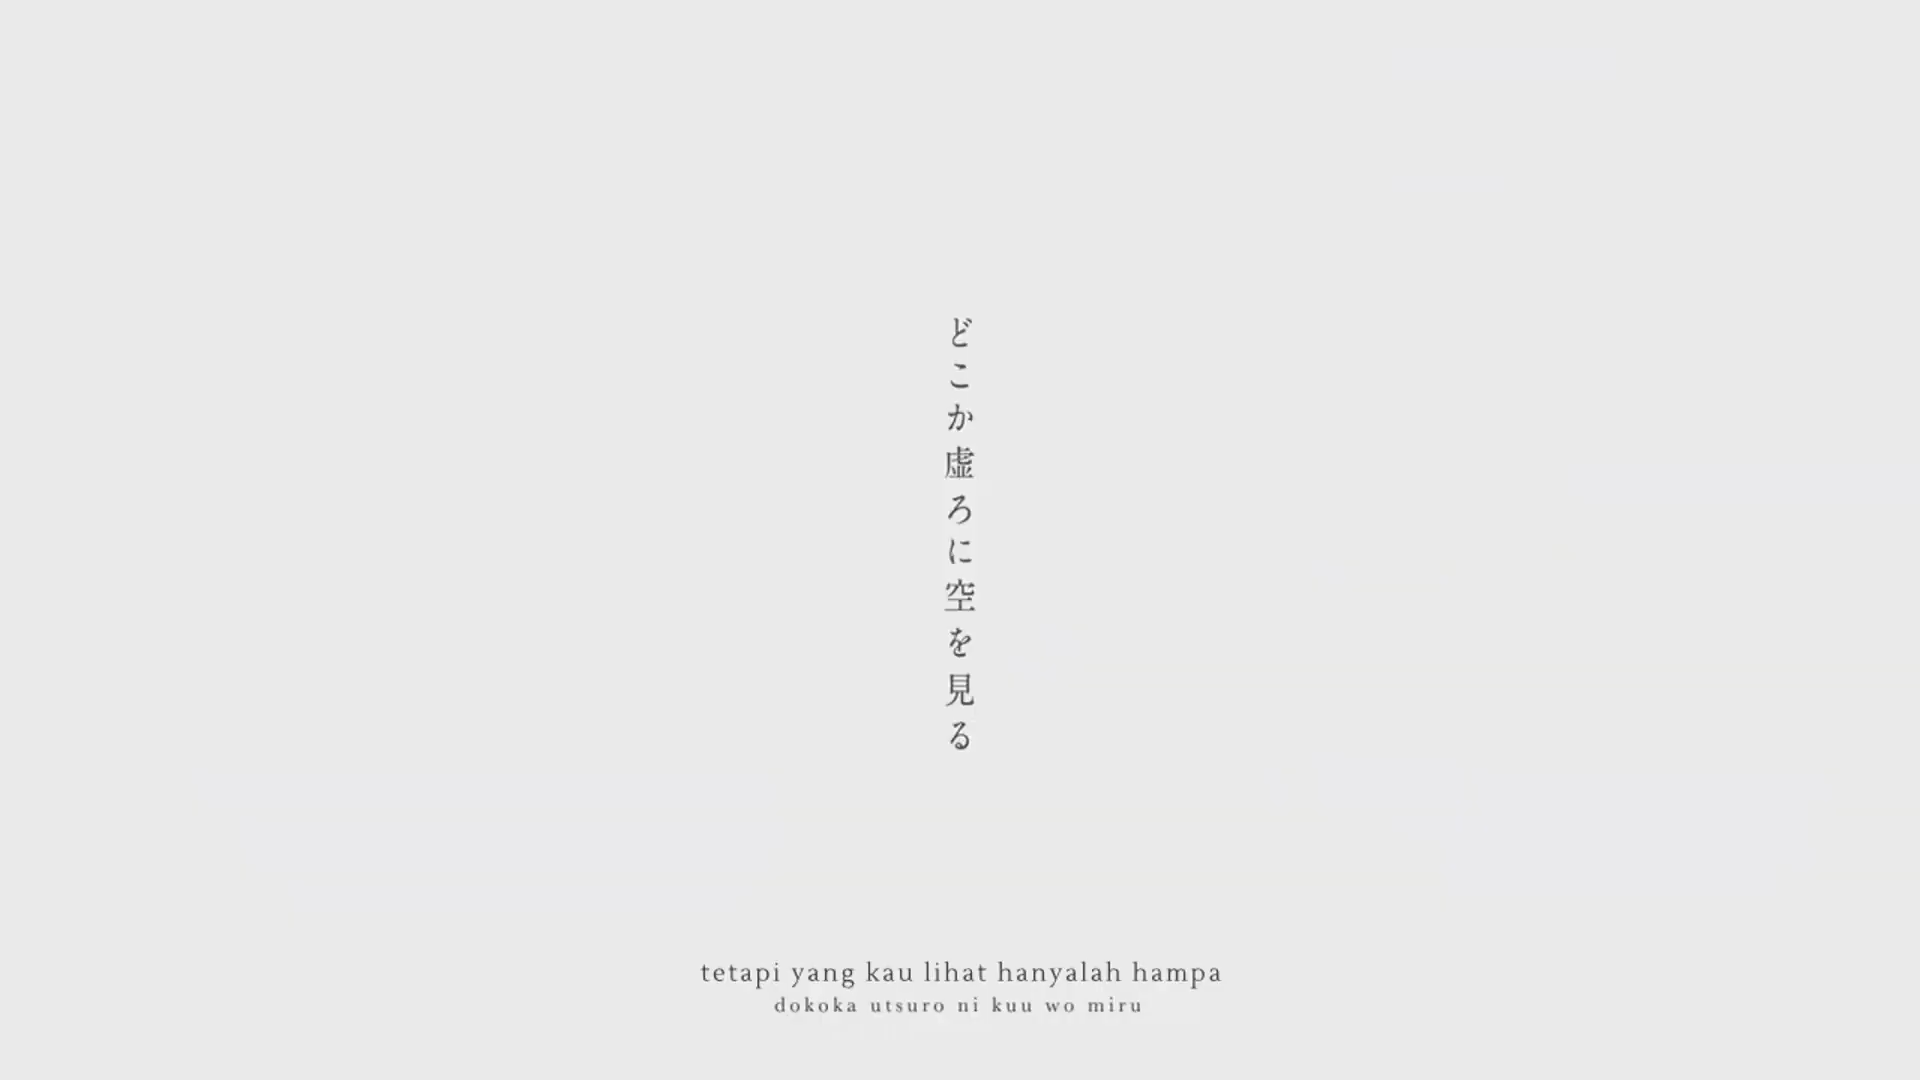 どこか虚ろに空を見る
tetapi yang kau lihat hanyalah hampa
dokoka utsuro ni kuu wo miru